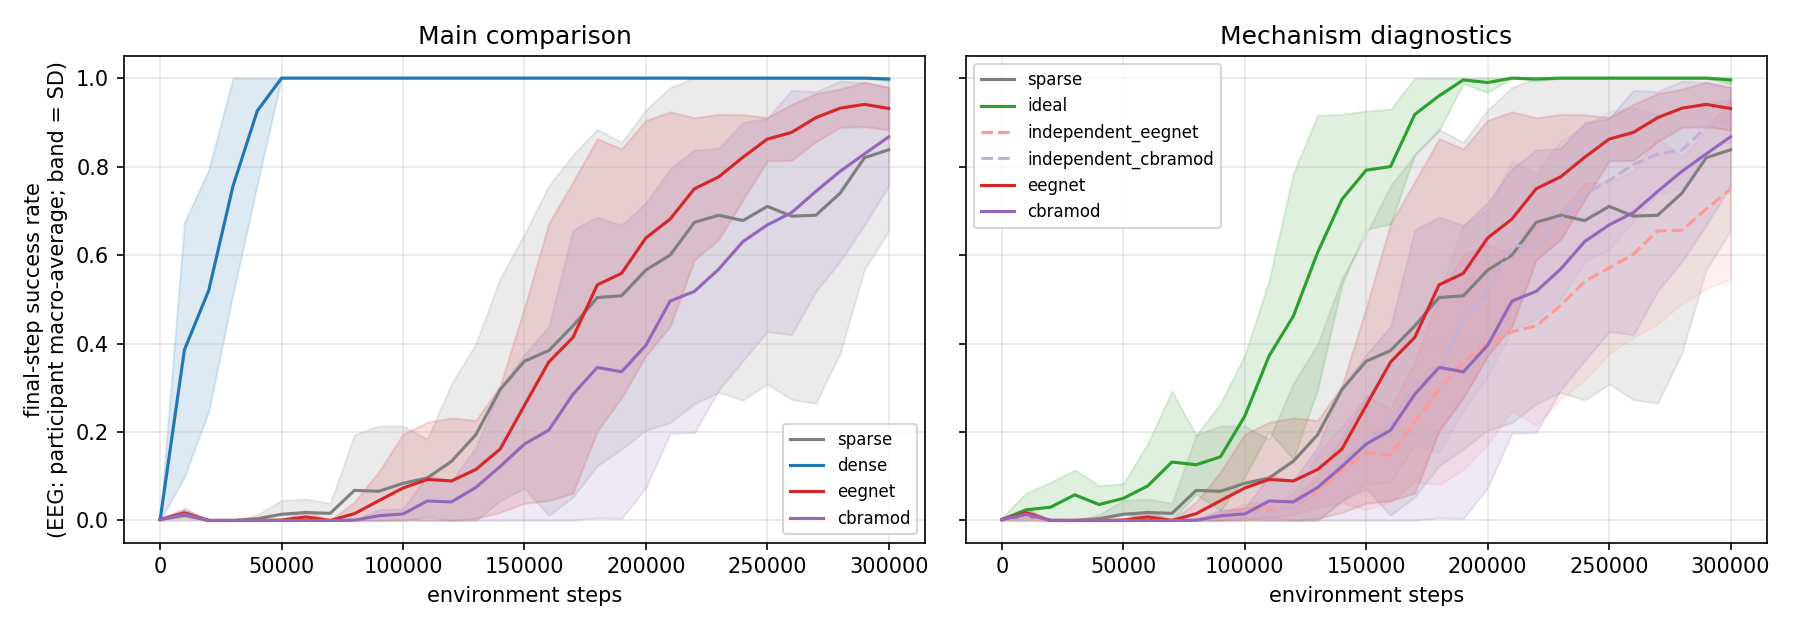 Main comparison
final-step success rate
(EEG: participant macro-average; band = SD)
1.0
0.8
0.6
0.4
0.2
0.0
sparse
dense
eegnet
cbramod
0
50000
100000
150000
200000
250000
300000
environment steps
Mechanism diagnostics
sparse
ideal
independent_eegnet
independent_cbramod
eegnet
cbramod
0
50000
100000
150000
200000
250000
300000
environment steps